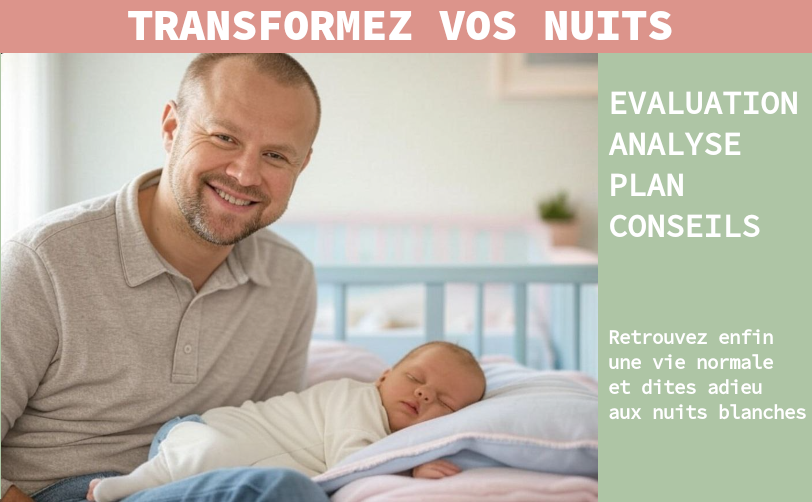 TRANSFORMEZ VOS NUITS
EVALUATION
ANALYSE
PLAN
CONSEILS
Retrouvez enfin
une vie normale
et dites adieu
aux nuits blanches